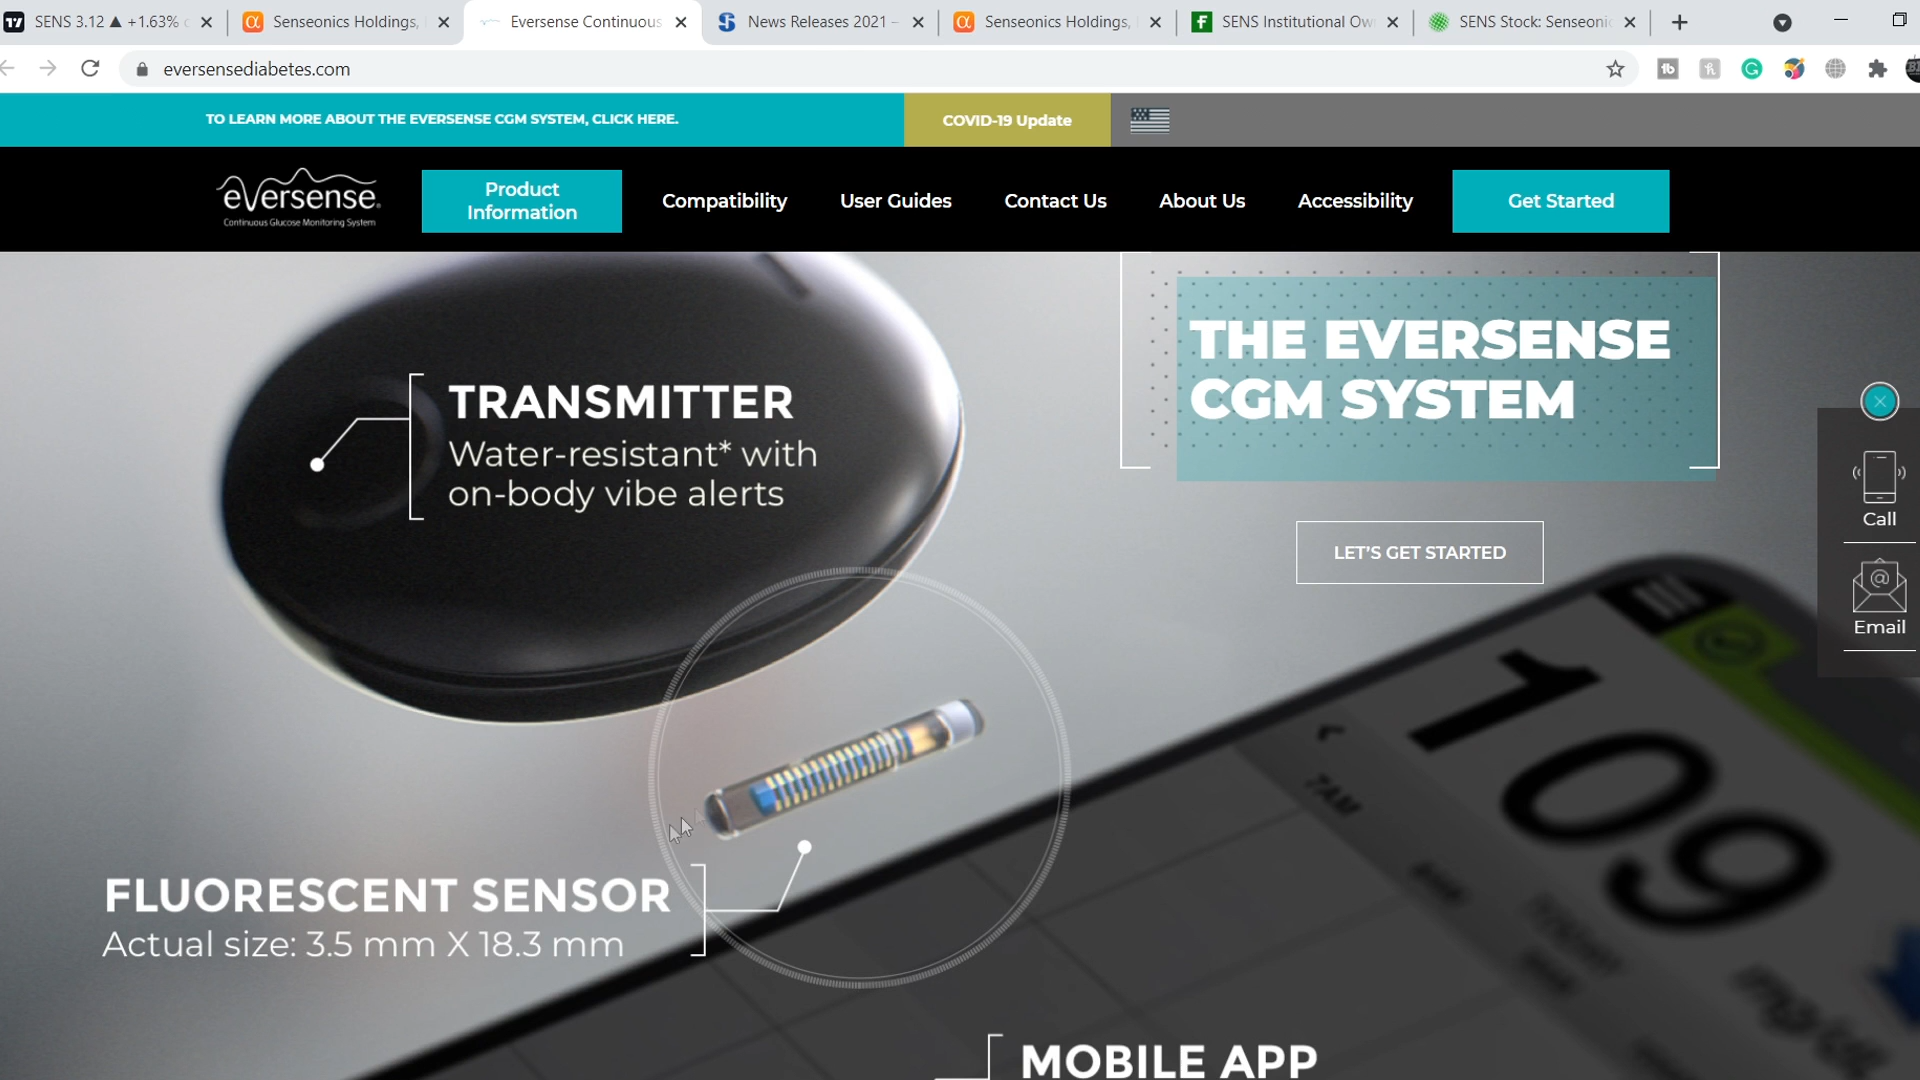 SENS 3.12 ▲ +1.63%
Senseonics Holdings,
Eversense Continuous
News Releases 2021 –
Senseonics Holdings,
SENS Institutional Ow
SENS Stock: Senseonic
eversensediabetes.com
TO LEARN MORE ABOUT THE EVERSENSE CGM SYSTEM, CLICK HERE.
COVID-19 Update
eversense.
Continuous Glucose Monitoring System
Product
Information
Compatibility
User Guides
Contact Us
About Us
Accessibility
Get Started
THE EVERSENSE
CGM SYSTEM
LET'S GET STARTED
TRANSMITTER
Water-resistant* with
on-body vibe alerts
Call
Email
109
7AM
FLUORESCENT SENSOR
Actual size: 3.5 mm X 18.3 mm
MOBILE APP